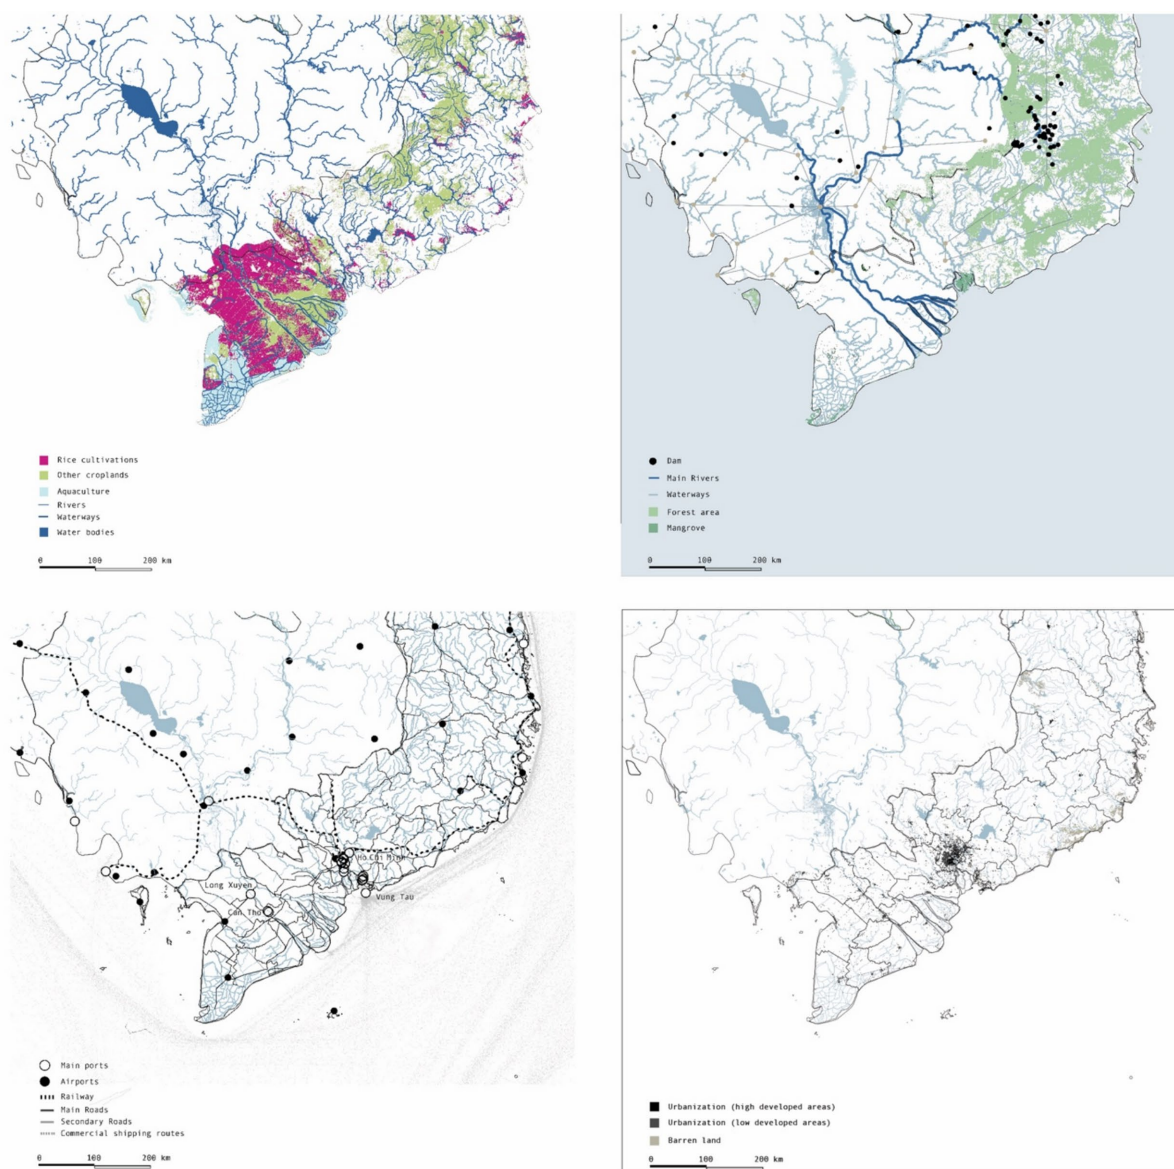 Rice cultivations
Other croplands
Aquaculture
Rivers
Waterways
Water bodies
0 100 200 km
Dam
Main Rivers
Waterways
Forest area
Mangrove
0 100 200 km
Ho Chi Minh
Long Xuyen
Can Tho
Vung Tau
Main ports
Airports
Railway
Main Roads
Secondary Roads
Commercial shipping routes
0 100 200 km
Urbanization (high developed areas)
Urbanization (low developed areas)
Barren land
0 100 200 km